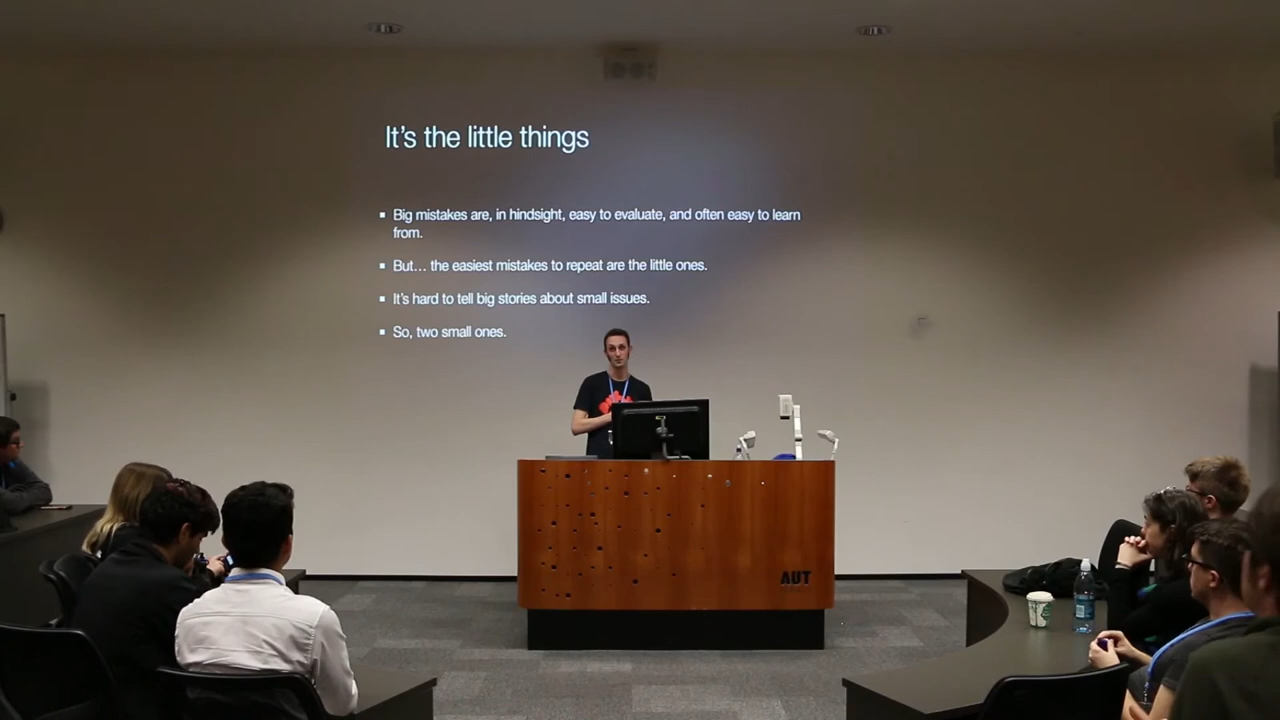 It's the little things
▪ Big mistakes are, in hindsight, easy to evaluate, and often easy to learn
from.
▪ But… the easiest mistakes to repeat are the little ones.
▪ It's hard to tell big stories about small issues.
▪ So, two small ones.
AUT